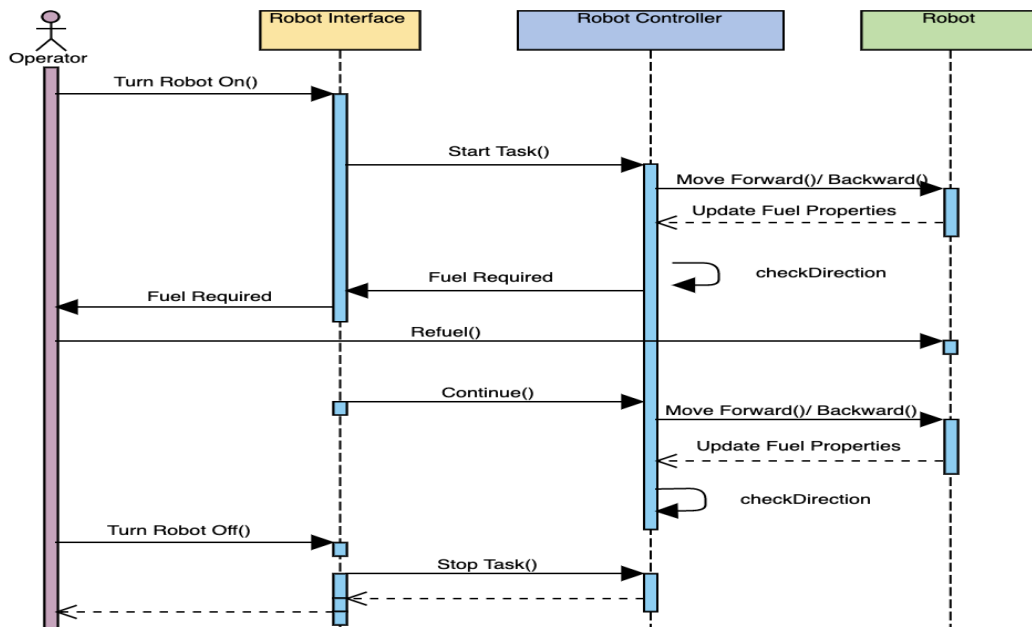 Robot Interface
Robot Controller
Robot
Operator
Turn Robot On()
Start Task()
Move Forward()/ Backward()
Update Fuel Properties
checkDirection
Fuel Required
Fuel Required
Refuel()
Continue()
Move Forward()/ Backward()
Update Fuel Properties
checkDirection
Turn Robot Off()
Stop Task()